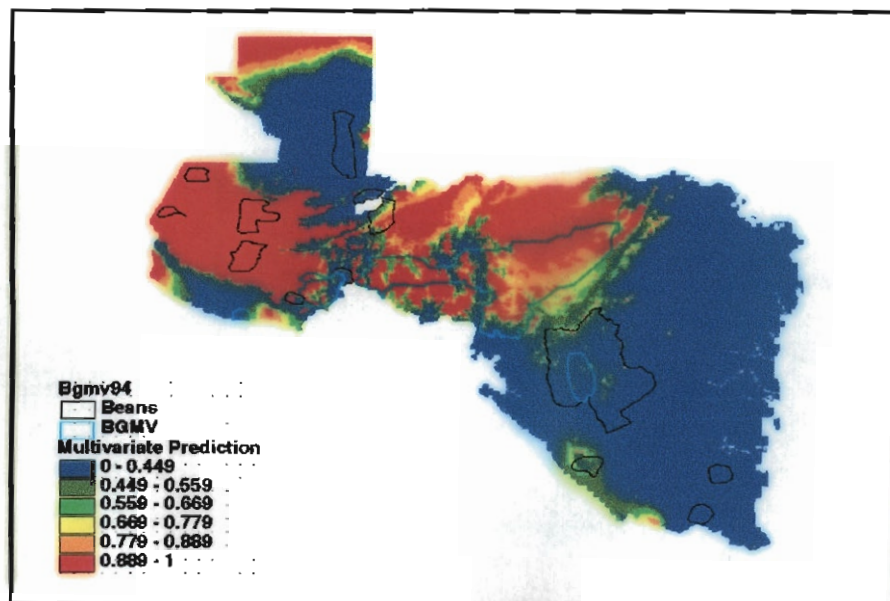 Bgmv94
Beans
BGMV
Multivariate Prediction
0 - 0.449
0.449 - 0.559
0.559 - 0.669
0.669 - 0.779
0.779 - 0.889
0.889 - 1